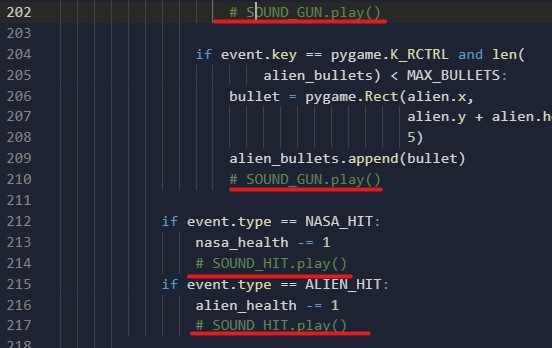 202 # SOUND_GUN.play()
203
204 if event.key == pygame.K_RCTRL and len(
205 alien_bullets) < MAX_BULLETS:
206 bullet = pygame.Rect(alien.x,
207 alien.y + alien.he
208 5)
209 alien_bullets.append(bullet)
210 # SOUND_GUN.play()
211
212 if event.type == NASA_HIT:
213 nasa_health -= 1
214 # SOUND_HIT.play()
215 if event.type == ALIEN_HIT:
216 alien_health -= 1
217 # SOUND_HIT.play()
218